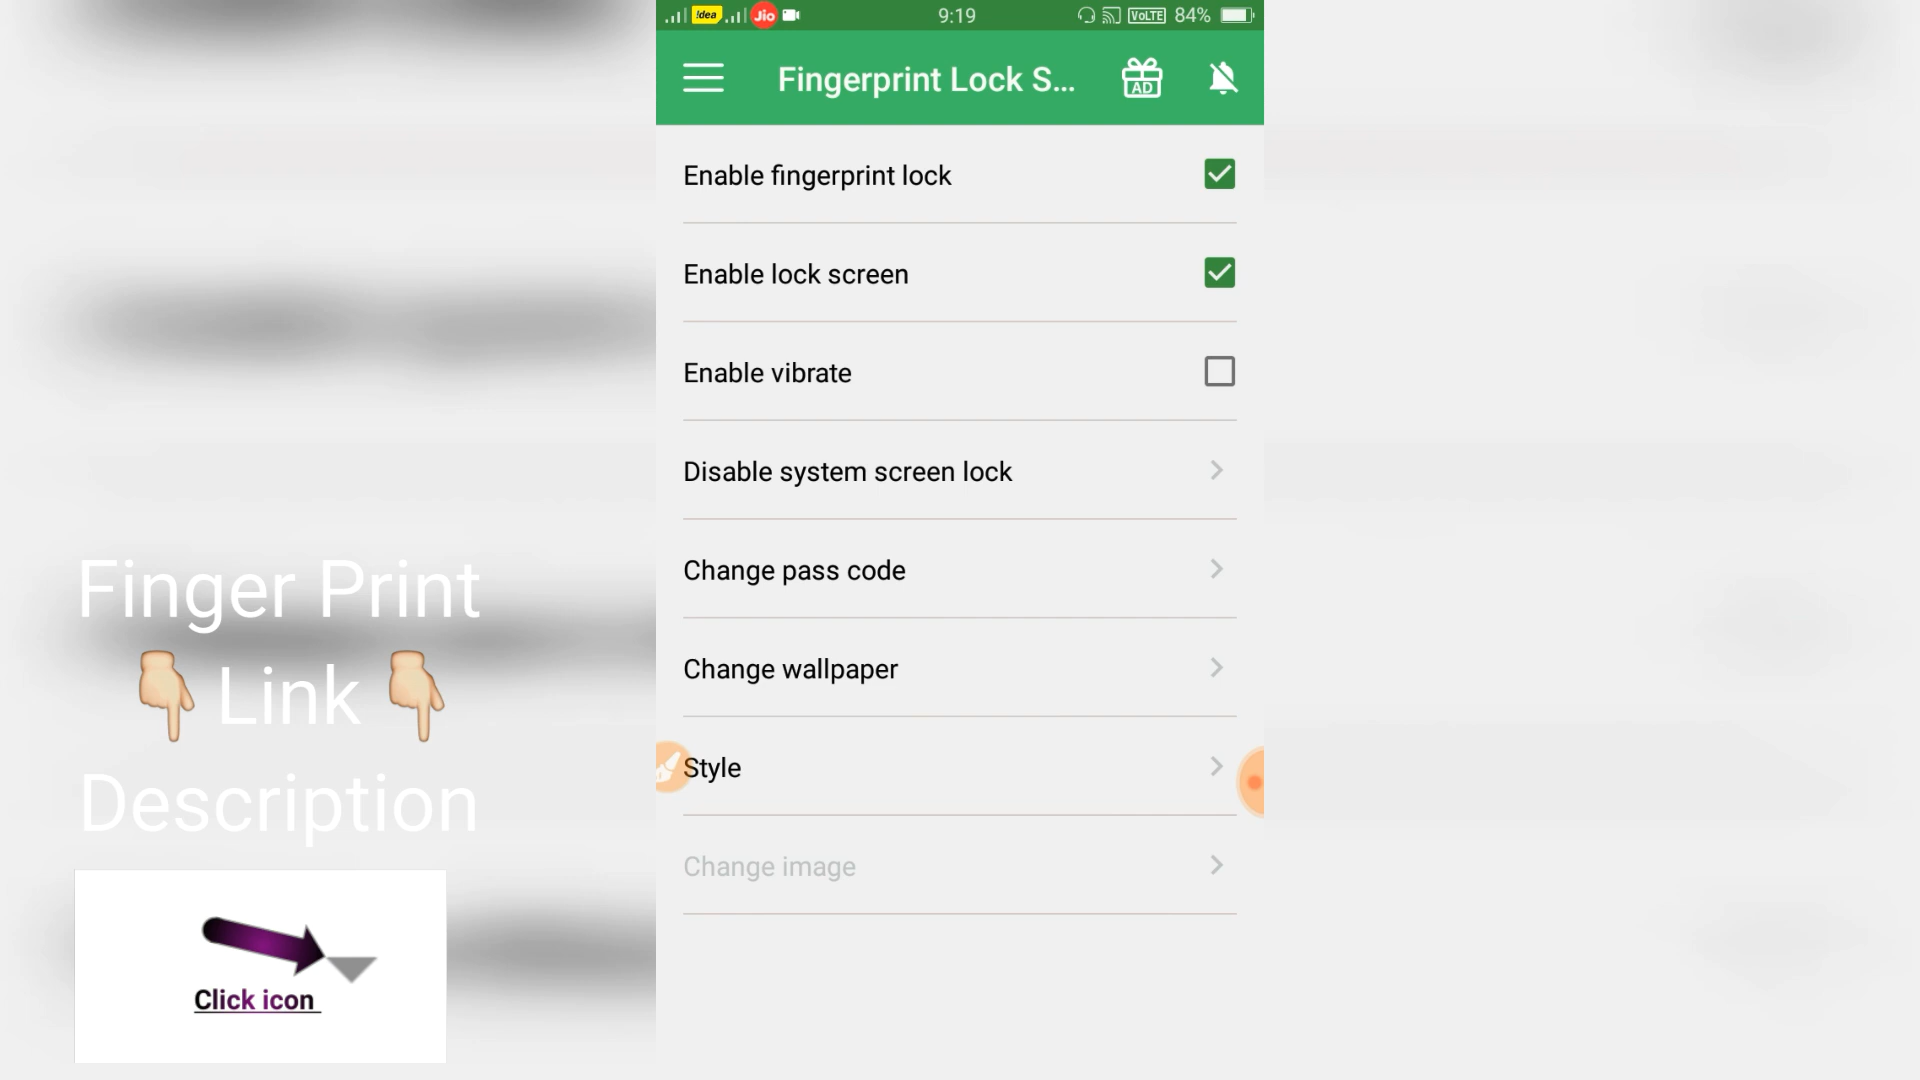 !dea
Jio
9:19
VoLTE
84%
Fingerprint Lock S...
AD
Enable fingerprint lock
Enable lock screen
Enable vibrate
Disable system screen lock
Change pass code
Change wallpaper
Style
Change image
Finger Print
👇 Link 👇
Description
Click icon